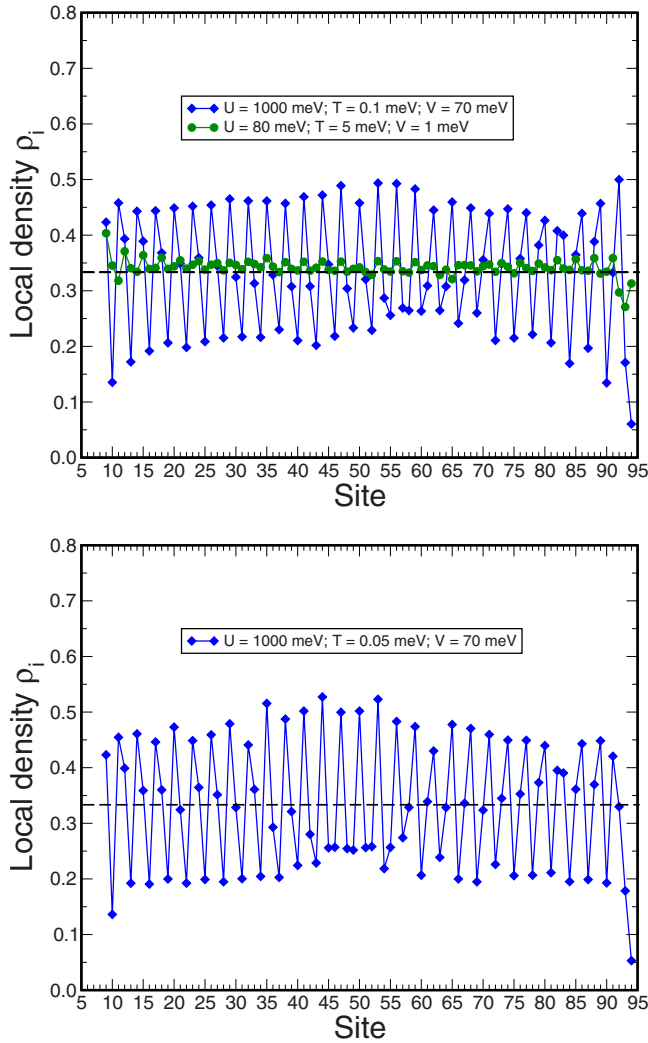 0.8
0.7
U = 1000 meV; T = 0.1 meV; V = 70 meV
U = 80 meV; T = 5 meV; V = 1 meV
0.6
0.5
0.4
0.3
0.2
0.1
0.0
Local density ρi
5 10 15 20 25 30 35 40 45 50 55 60 65 70 75 80 85 90 95
Site
0.8
0.7
U = 1000 meV; T = 0.05 meV; V = 70 meV
0.6
0.5
0.4
0.3
0.2
0.1
0.0
Local density ρi
5 10 15 20 25 30 35 40 45 50 55 60 65 70 75 80 85 90 95
Site